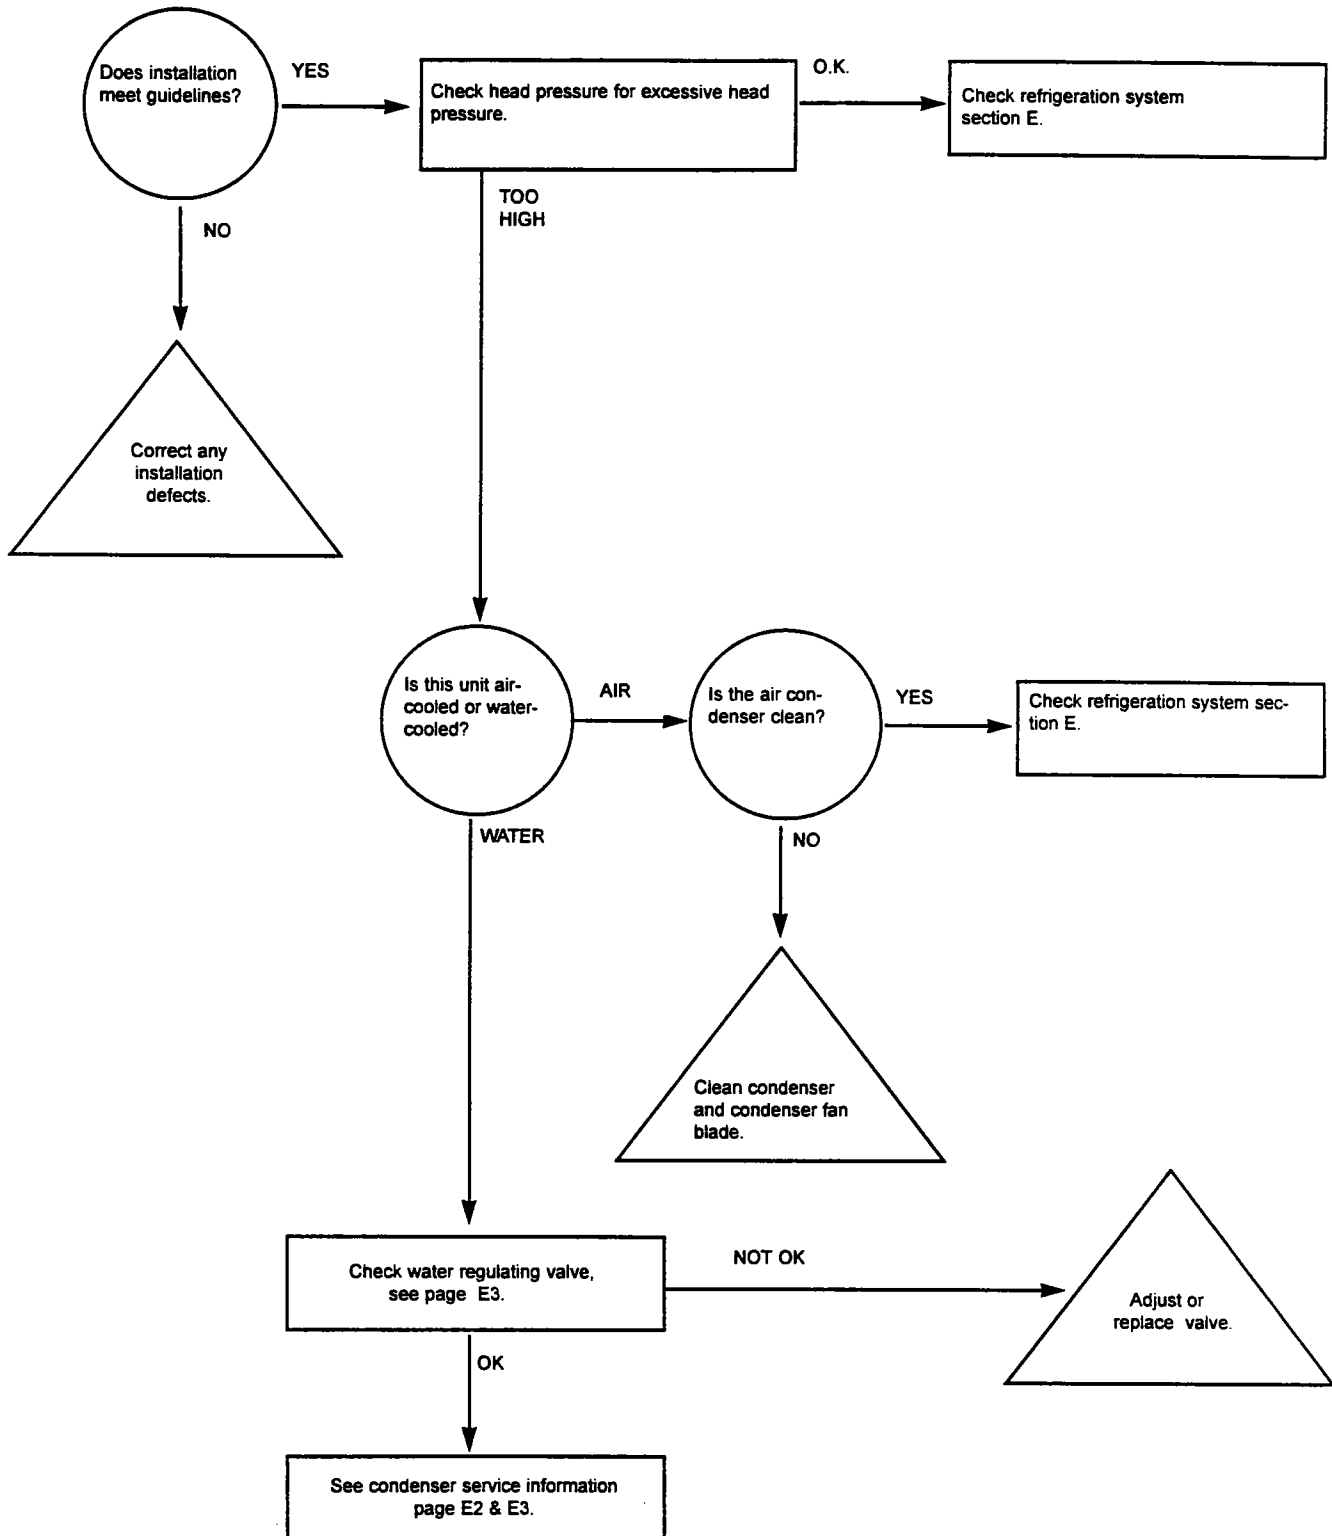 Does installation
meet guidelines?
YES
Check head pressure for excessive head
pressure.
O.K.
Check refrigeration system
section E.
NO
TOO
HIGH
Correct any
installation
defects.
Is this unit air-
cooled or water-
cooled?
AIR
Is the air con-
denser clean?
YES
Check refrigeration system sec-
tion E.
WATER
NO
Clean condenser
and condenser fan
blade.
Check water regulating valve,
see page E3.
NOT OK
Adjust or
replace valve.
OK
See condenser service information
page E2 & E3.